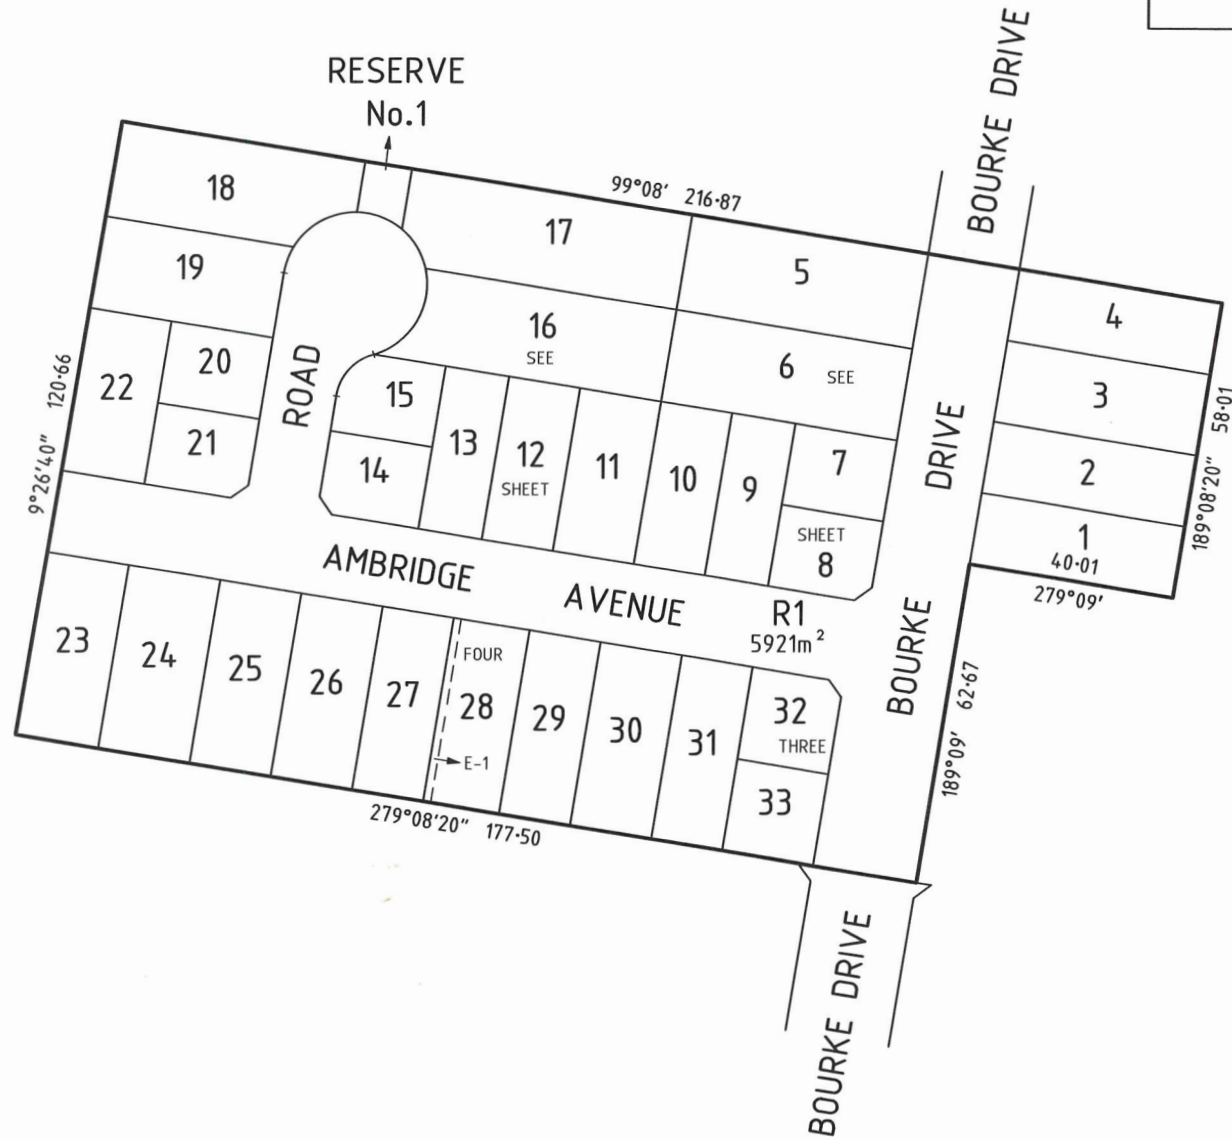 BOURKE DRIVE
RESERVE
No.1
99°08' 216·87
18
17
5
4
19
16
SEE
6 SEE
3
9°26'40" 120·66
22
20
ROAD
15
13
12
SHEET
11
10
9
7
DRIVE
2
189°08'20" 58·01
21
14
SHEET
8
1
40·01
279°09'
AMBRIDGE AVENUE
R1
5921m²
BOURKE
189°09' 62·67
23
24
25
26
27
FOUR
28
E-1
29
30
31
32
THREE
33
279°08'20" 177·50
BOURKE DRIVE